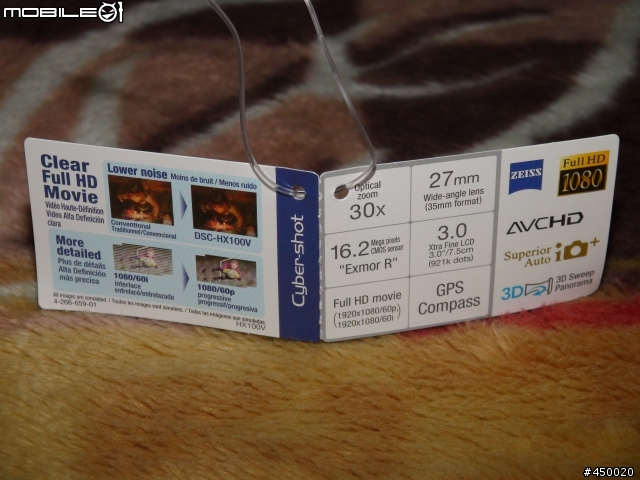 MOBILE01
Clear
Full HD
Movie
Vidéo Haute-Définition
Video Alta Definición
clara
Lower noise Moins de bruit / Menos ruido
Conventional
Traditionnel/Convencional
DSC-HX100V
More
detailed
Plus de détails
Alta Definición
más precisa
1080/60i
interlace
entrelacé/entrelazada
1080/60p
progressive
progressif/progresiva
All images are simulated. / Toutes les images sont simulées. / Todas las imágenes son simuladas
4-266-659-01
HX100V
Cyber-shot
Optical
zoom
30x
27mm
Wide-angle lens
(35mm format)
16.2 Mega pixels
CMOS sensor
"Exmor R"
3.0
Xtra Fine LCD
3.0"/7.5cm
(921k dots)
Full HD movie
(1920x1080/60p,
1920x1080/60i)
GPS
Compass
ZEISS
Full HD
1080
AVCHD
Superior
Auto
iO+
3D
3D Sweep
Panorama
#450020